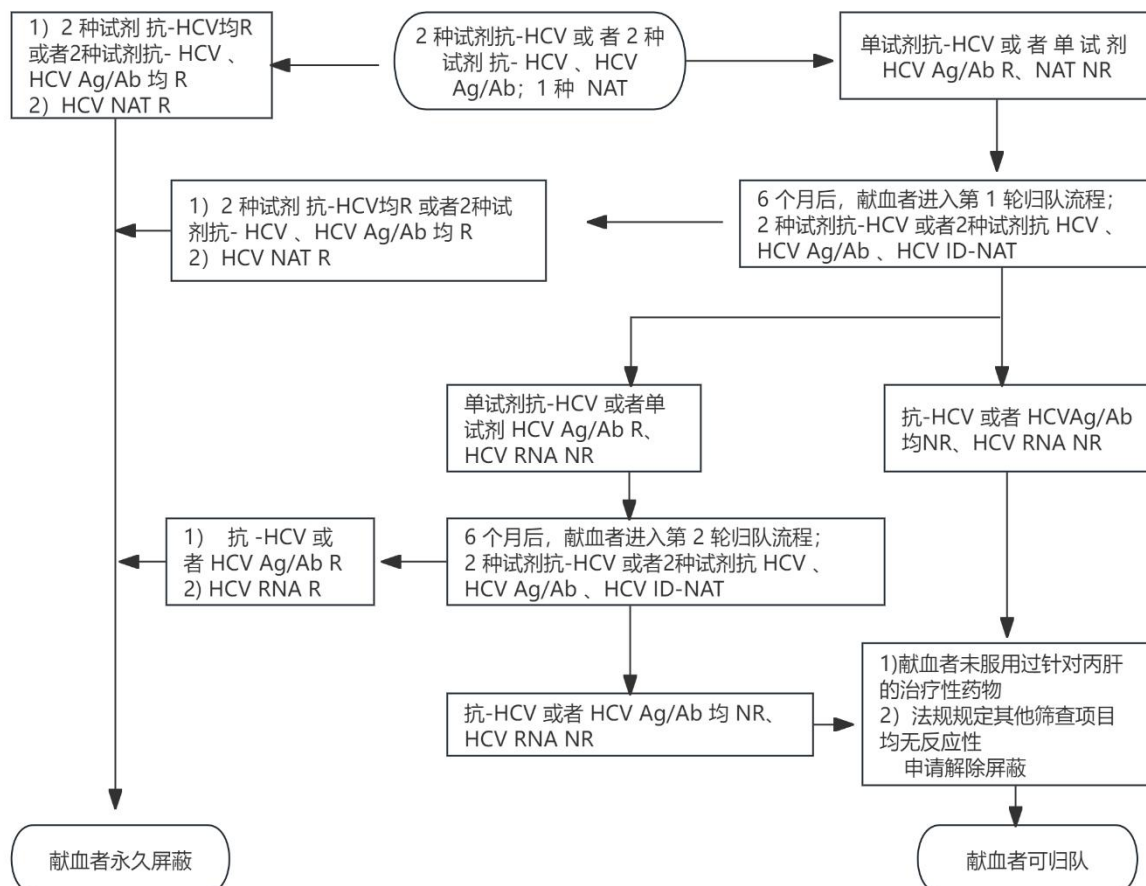 1）2 种试剂 抗-HCV均R
或者2种试剂抗- HCV 、
HCV Ag/Ab 均 R
2）HCV NAT R
2 种试剂抗-HCV 或 者 2 种
试剂 抗- HCV 、HCV
Ag/Ab；1 种 NAT
单试剂抗-HCV 或 者 单 试 剂
HCV Ag/Ab R、NAT NR
1）2 种试剂 抗-HCV均R 或者2种试
剂抗- HCV 、HCV Ag/Ab 均 R
2）HCV NAT R
6 个月后，献血者进入第 1 轮归队流程；
2 种试剂抗-HCV 或者2种试剂抗 HCV 、
HCV Ag/Ab 、HCV ID-NAT
单试剂抗-HCV 或者单
试剂 HCV Ag/Ab R、
HCV RNA NR
抗-HCV 或者 HCVAg/Ab
均NR、HCV RNA NR
1） 抗 -HCV 或
者 HCV Ag/Ab R
2) HCV RNA R
6 个月后，献血者进入第 2 轮归队流程；
2 种试剂抗-HCV 或者2种试剂抗 HCV 、
HCV Ag/Ab 、HCV ID-NAT
抗-HCV 或者 HCV Ag/Ab 均 NR、
HCV RNA NR
1)献血者未服用过针对丙肝
的治疗性药物
2）法规规定其他筛查项目
均无反应性
申请解除屏蔽
献血者永久屏蔽
献血者可归队